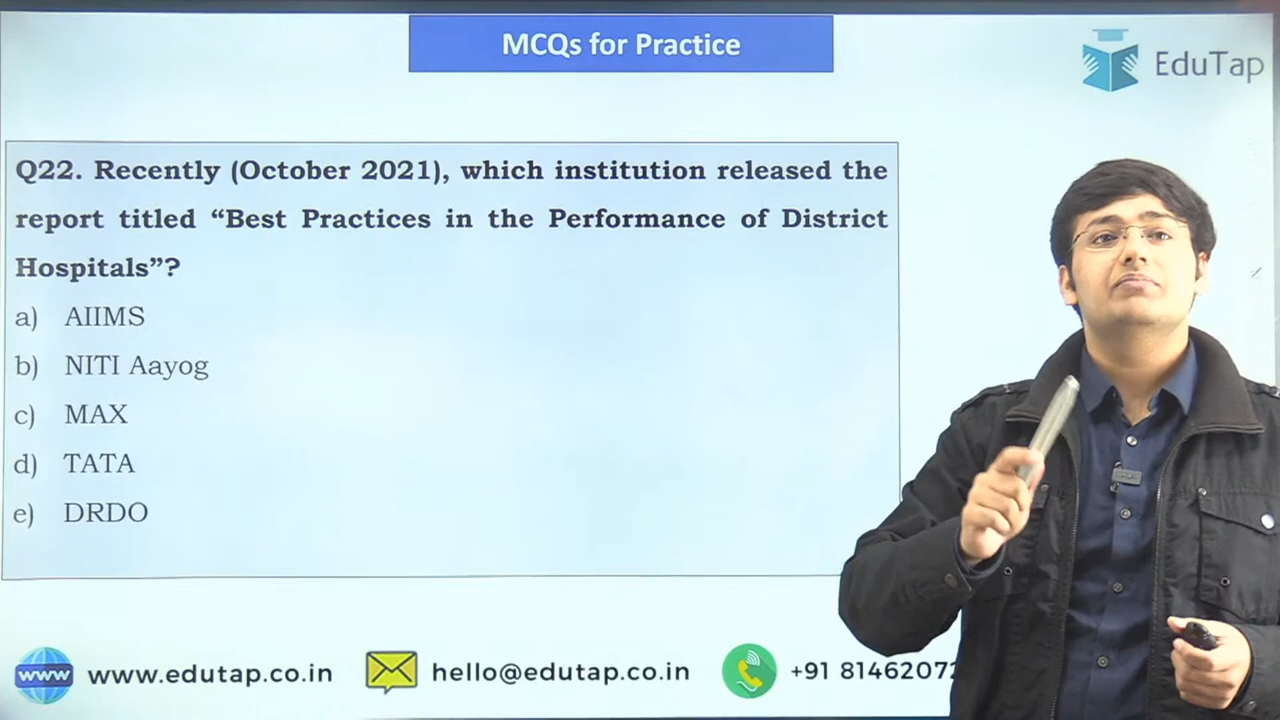 MCQs for Practice
EduTap
Q22. Recently (October 2021), which institution released the
report titled “Best Practices in the Performance of District
Hospitals”?
a) AIIMS
b) NITI Aayog
c) MAX
d) TATA
e) DRDO
www www.edutap.co.in hello@edutap.co.in